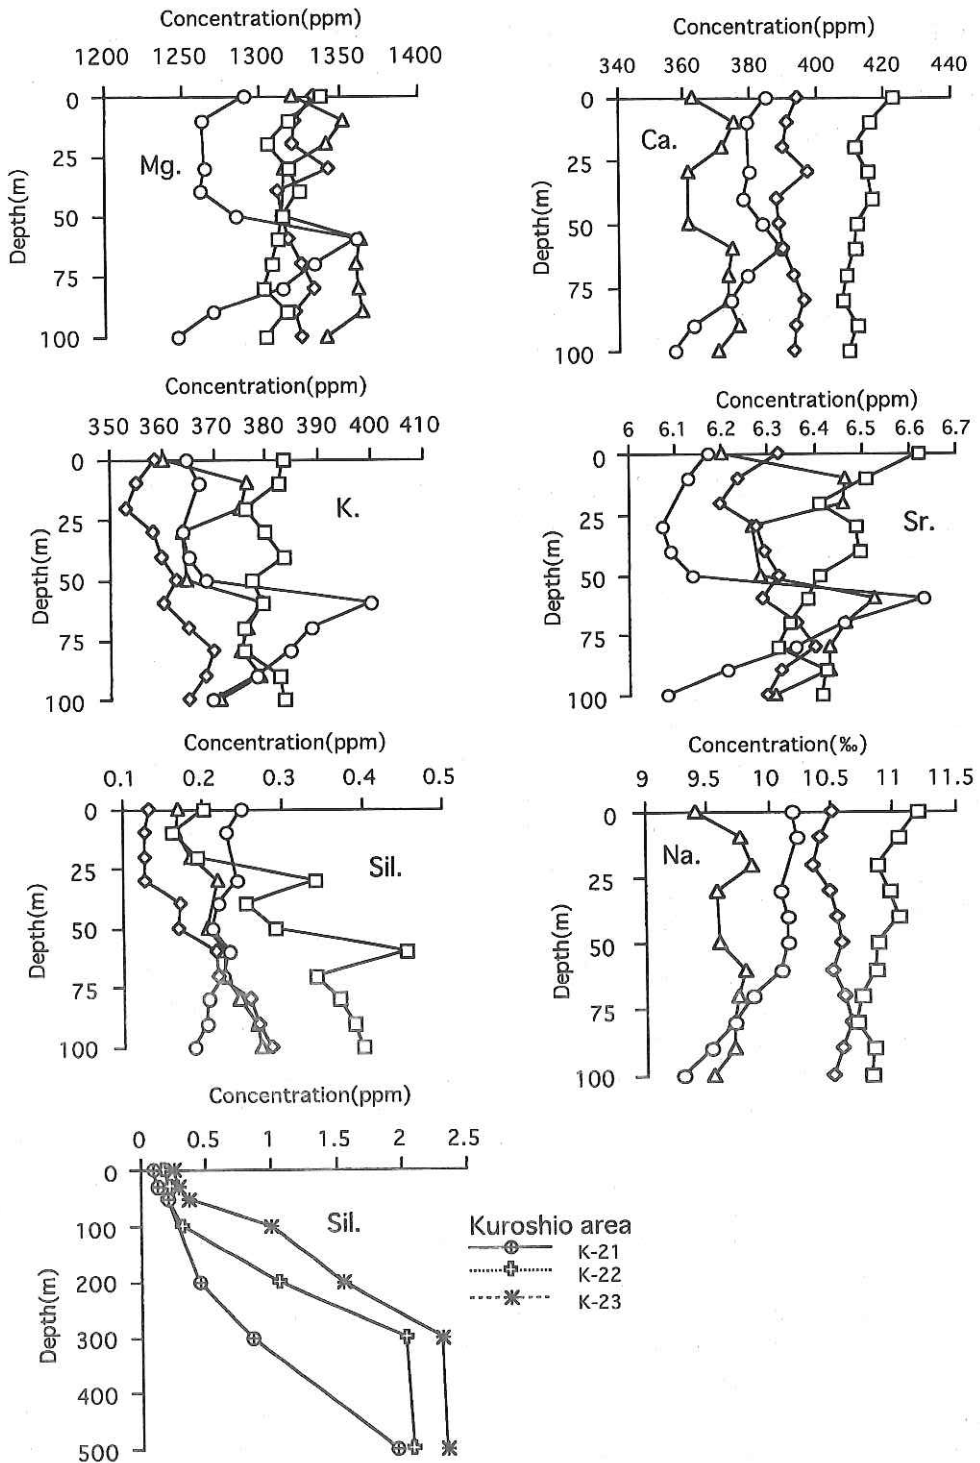 Concentration(ppm)
1200 1250 1300 1350 1400
0
25
50
75
100
Depth(m)
Mg.
Concentration(ppm)
340 360 380 400 420 440
0
25
50
75
100
Depth(m)
Ca.
Concentration(ppm)
350 360 370 380 390 400 410
0
25
50
75
100
Depth(m)
K.
Concentration(ppm)
6 6.1 6.2 6.3 6.4 6.5 6.6 6.7
0
25
50
75
100
Depth(m)
Sr.
Concentration(ppm)
0.1 0.2 0.3 0.4 0.5
0
25
50
75
100
Depth(m)
Sil.
Concentration(‰)
9 9.5 10 10.5 11 11.5
0
25
50
75
100
Depth(m)
Na.
Concentration(ppm)
0 0.5 1 1.5 2 2.5
0
100
200
300
400
500
Depth(m)
Sil.
Kuroshio area
K-21
K-22
K-23